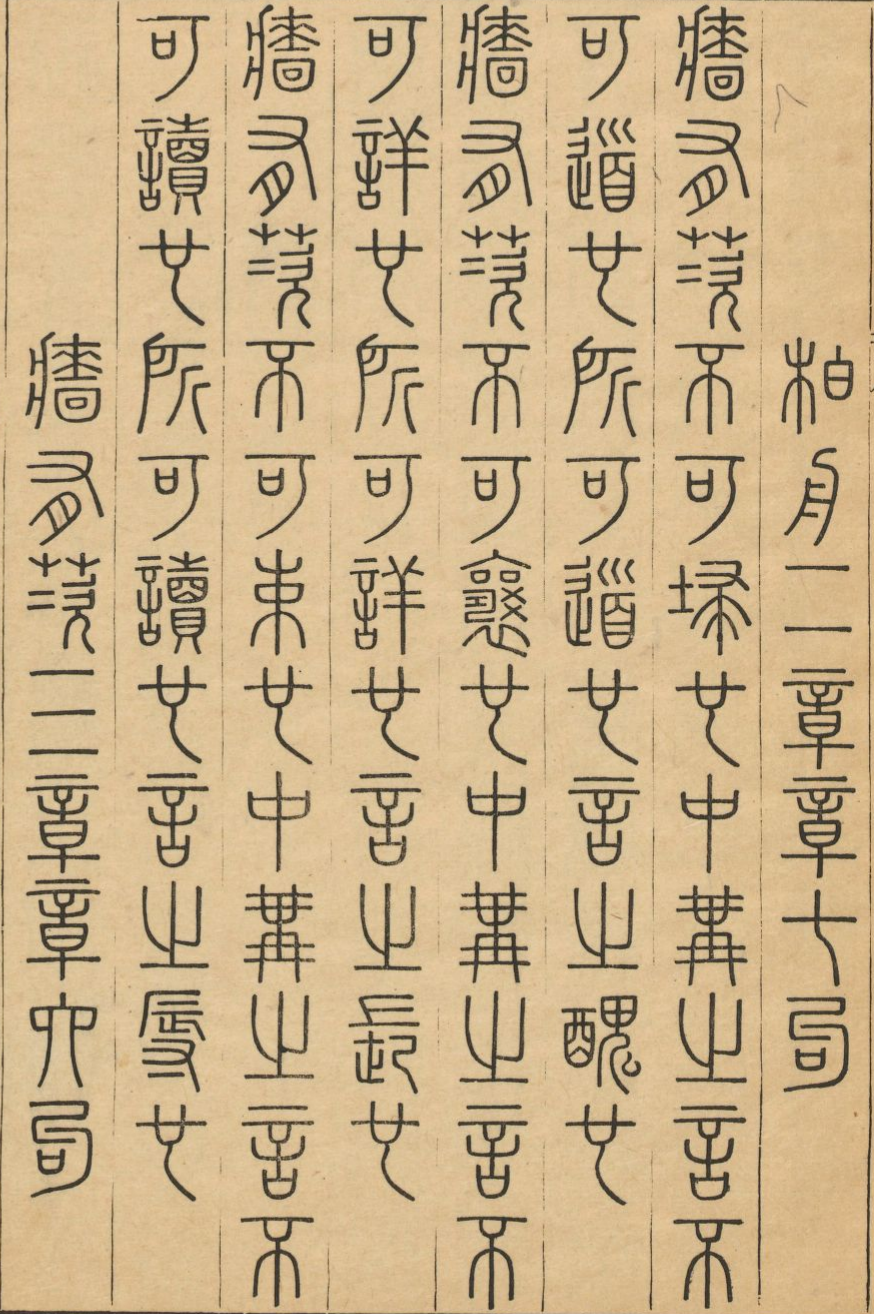 柏舟二章章七句
牆有茨不可埽也中冓之言不
可道也所可道也言之醜也
牆有茨不可襄也中冓之言不
可詳也所可詳也言之長也
牆有茨不可束也中冓之言不
可讀也所可讀也言之辱也
牆有茨三章章六句